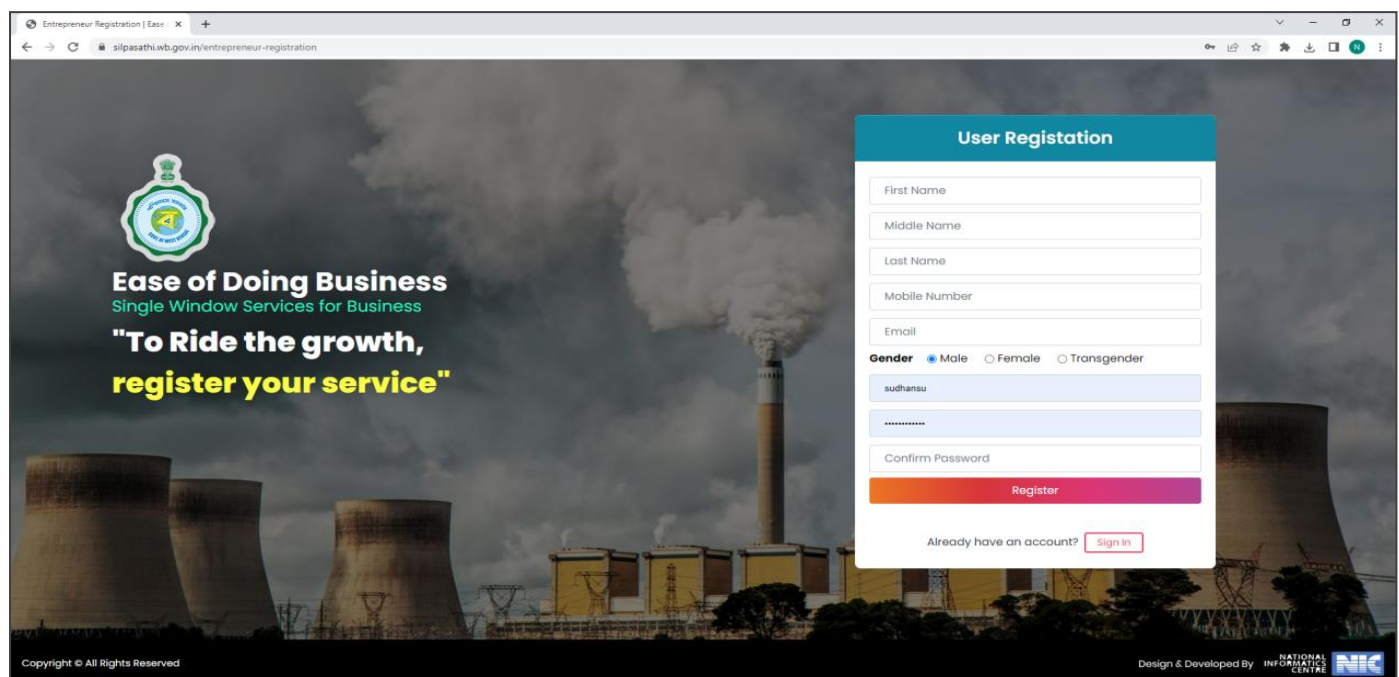 Entrepreneur Registration | Ease
silpasathi.wb.gov.in/entrepreneur-registration
N
User Registation
First Name
Middle Name
Last Name
Mobile Number
Email
Gender Male Female Transgender
sudhansu
••••••••••••
Confirm Password
Register
Already have an account? Sign In
Ease of Doing Business
Single Window Services for Business
"To Ride the growth,
register your service"
Copyright © All Rights Reserved
Design & Developed By
NATIONAL
INFORMATICS
CENTRE
NIC